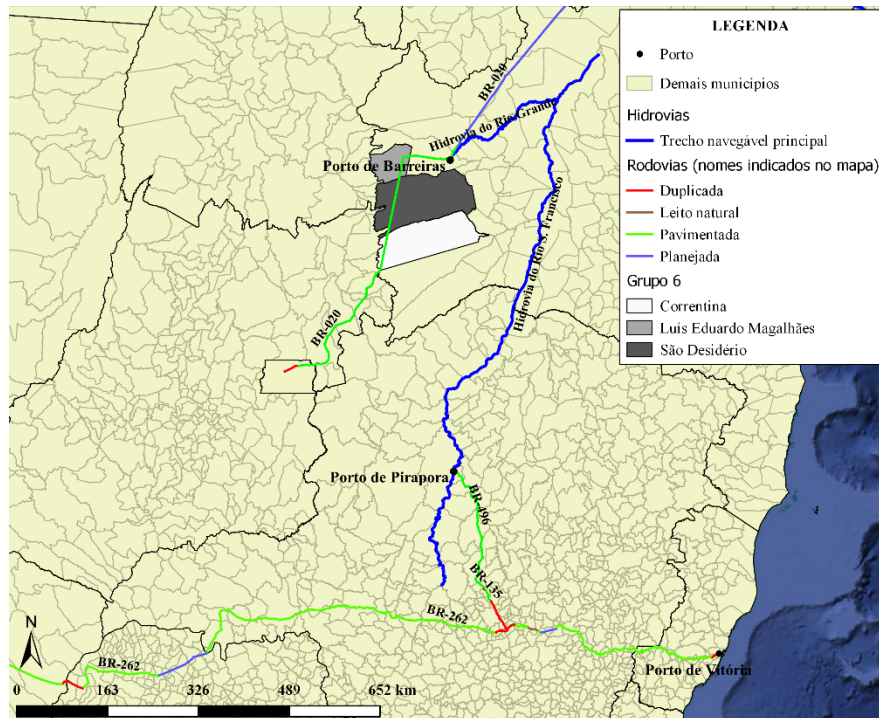 LEGENDA
Porto
Demais municípios
Hidrovias
Trecho navegável principal
Rodovias (nomes indicados no mapa)
Duplicada
Leito natural
Pavimentada
Planejada
Grupo 6
Correntina
Luís Eduardo Magalhães
São Desidério
BR-020
Hidrovia do Rio Grande
Porto de Barreiras
Hidrovia do Rio S. Francisco
BR-020
Porto de Pirapora
BR-496
BR-135
BR-262
BR-262
Porto de Vitória
N
0 163 326 489 652 km